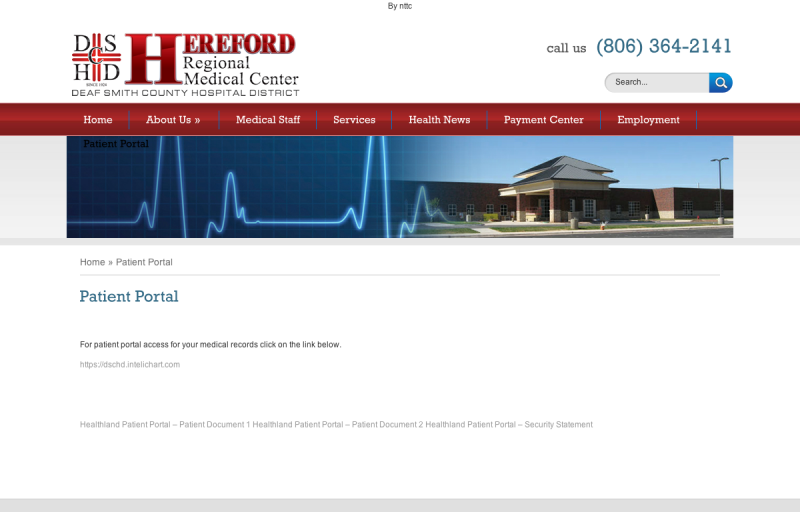 By nttc
D S
C
H D
SINCE 1926
HEREFORD
Regional
Medical Center
DEAF SMITH COUNTY HOSPITAL DISTRICT
call us (806) 364-2141
Search...
Home About Us » Medical Staff Services Health News Payment Center Employment
Patient Portal
Home » Patient Portal
Patient Portal
For patient portal access for your medical records click on the link below.
https://dschd.intelichart.com
Healthland Patient Portal – Patient Document 1 Healthland Patient Portal – Patient Document 2 Healthland Patient Portal – Security Statement